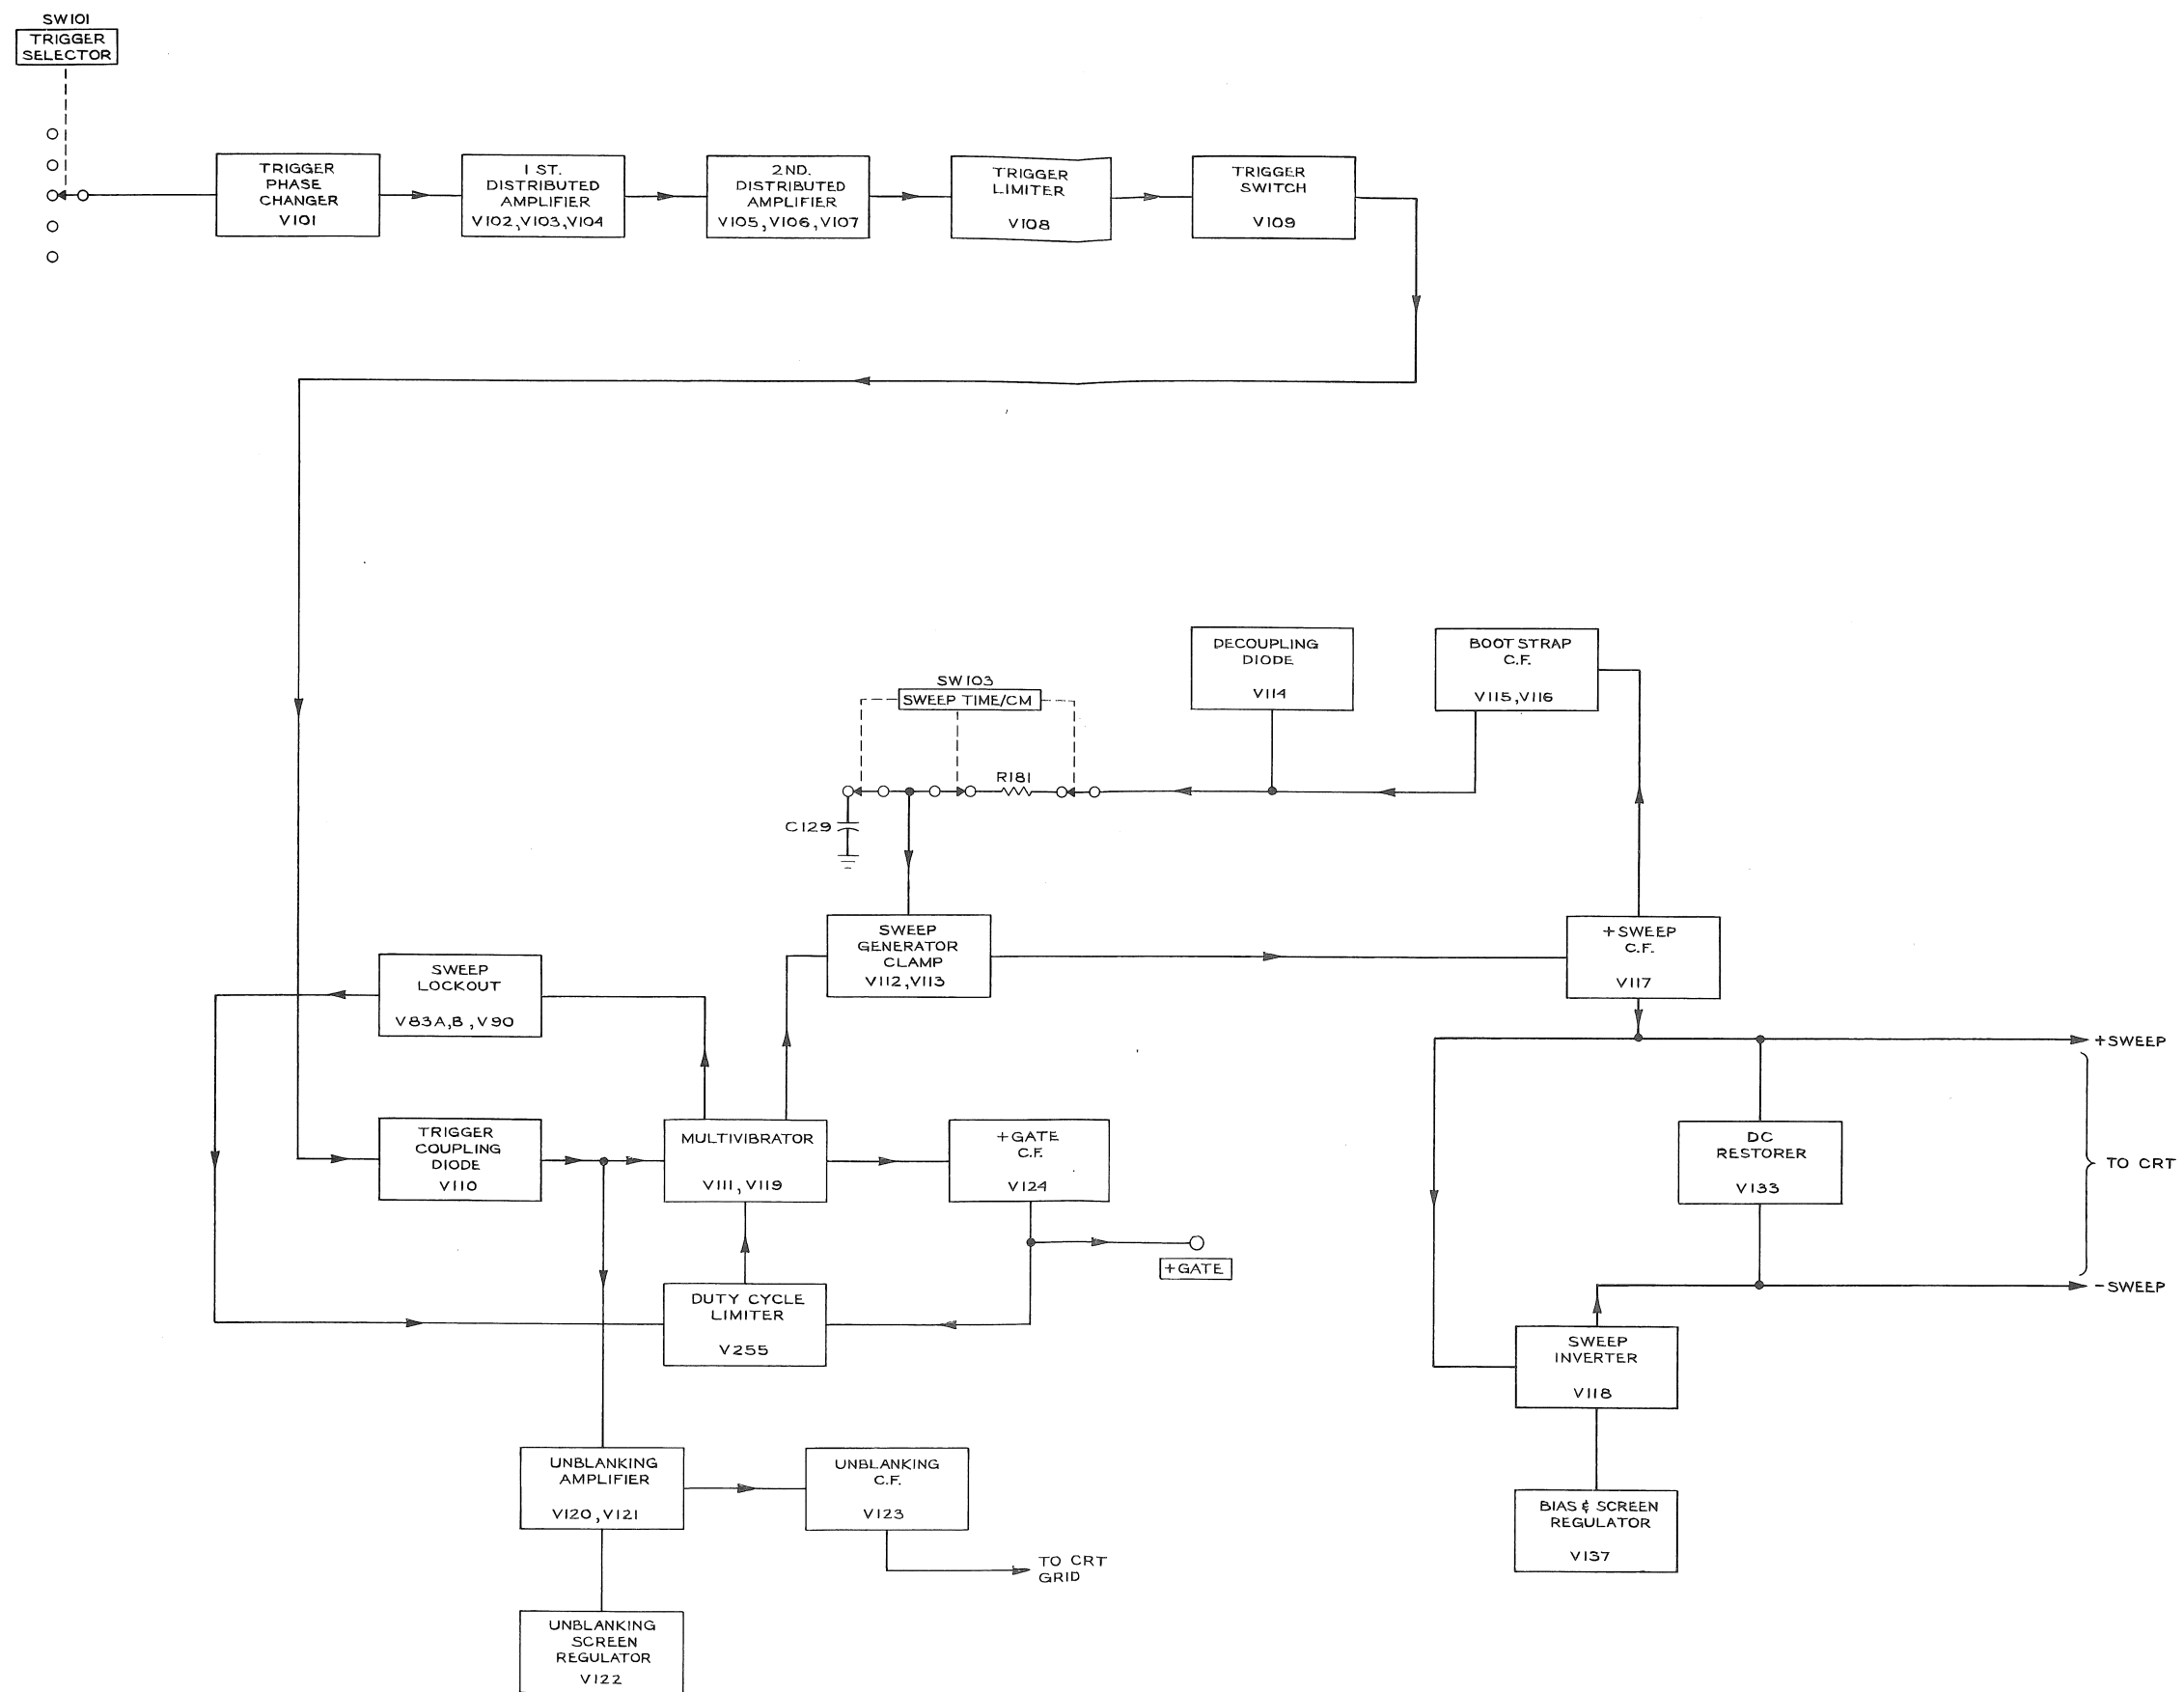 SW101
TRIGGER
SELECTOR
TRIGGER
PHASE
CHANGER
V101
1 ST.
DISTRIBUTED
AMPLIFIER
V102,V103,V104
2ND.
DISTRIBUTED
AMPLIFIER
V105,V106,V107
TRIGGER
LIMITER
V108
TRIGGER
SWITCH
V109
DECOUPLING
DIODE
V114
BOOTSTRAP
C.F.
V115,V116
SW103
SWEEP TIME/CM
R181
C129
SWEEP
GENERATOR
CLAMP
V112,V113
+SWEEP
C.F.
V117
SWEEP
LOCKOUT
V83A,B,V90
+SWEEP
TRIGGER
COUPLING
DIODE
V110
MULTIVIBRATOR
V111,V119
+GATE
C.F.
V124
DC
RESTORER
V133
TO CRT
+GATE
-SWEEP
DUTY CYCLE
LIMITER
V255
SWEEP
INVERTER
V118
UNBLANKING
AMPLIFIER
V120,V121
UNBLANKING
C.F.
V123
BIAS & SCREEN
REGULATOR
V137
TO CRT
GRID
UNBLANKING
SCREEN
REGULATOR
V122